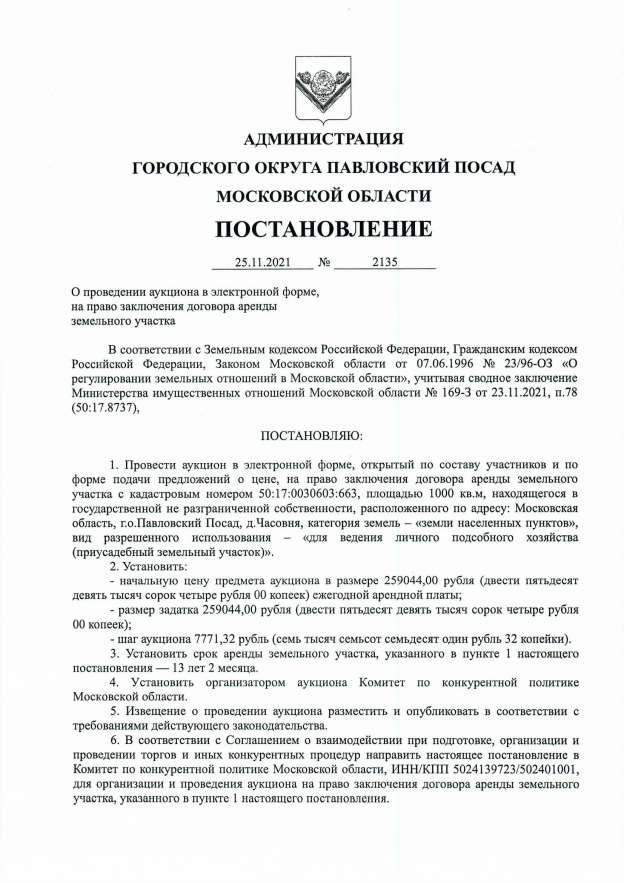 АДМИНИСТРАЦИЯ
ГОРОДСКОГО ОКРУГА ПАВЛОВСКИЙ ПОСАД
МОСКОВСКОЙ ОБЛАСТИ
ПОСТАНОВЛЕНИЕ
25.11.2021 № 2135
О проведении аукциона в электронной форме,
на право заключения договора аренды
земельного участка
В соответствии с Земельным кодексом Российской Федерации, Гражданским кодексом
Российской Федерации, Законом Московской области от 07.06.1996 № 23/96-ОЗ «О
регулировании земельных отношений в Московской области», учитывая сводное заключение
Министерства имущественных отношений Московской области № 169-З от 23.11.2021, п.78
(50:17.8737),
ПОСТАНОВЛЯЮ:
1. Провести аукцион в электронной форме, открытый по составу участников и по
форме подачи предложений о цене, на право заключения договора аренды земельного
участка с кадастровым номером 50:17:0030603:663, площадью 1000 кв.м, находящегося в
государственной не разграниченной собственности, расположенного по адресу: Московская
область, г.о.Павловский Посад, д.Часовня, категория земель – «земли населенных пунктов»,
вид разрешенного использования – «для ведения личного подсобного хозяйства
(приусадебный земельный участок)».
2. Установить:
- начальную цену предмета аукциона в размере 259044,00 рубля (двести пятьдесят
девять тысяч сорок четыре рубля 00 копеек) ежегодной арендной платы;
- размер задатка 259044,00 рубля (двести пятьдесят девять тысяч сорок четыре рубля
00 копеек);
- шаг аукциона 7771,32 рубль (семь тысяч семьсот семьдесят один рубль 32 копейки).
3. Установить срок аренды земельного участка, указанного в пункте 1 настоящего
постановления — 13 лет 2 месяца.
4. Установить организатором аукциона Комитет по конкурентной политике
Московской области.
5. Извещение о проведении аукциона разместить и опубликовать в соответствии с
требованиями действующего законодательства.
6. В соответствии с Соглашением о взаимодействии при подготовке, организации и
проведении торгов и иных конкурентных процедур направить настоящее постановление в
Комитет по конкурентной политике Московской области, ИНН/КПП 5024139723/502401001,
для организации и проведения аукциона на право заключения договора аренды земельного
участка, указанного в пункте 1 настоящего постановления.